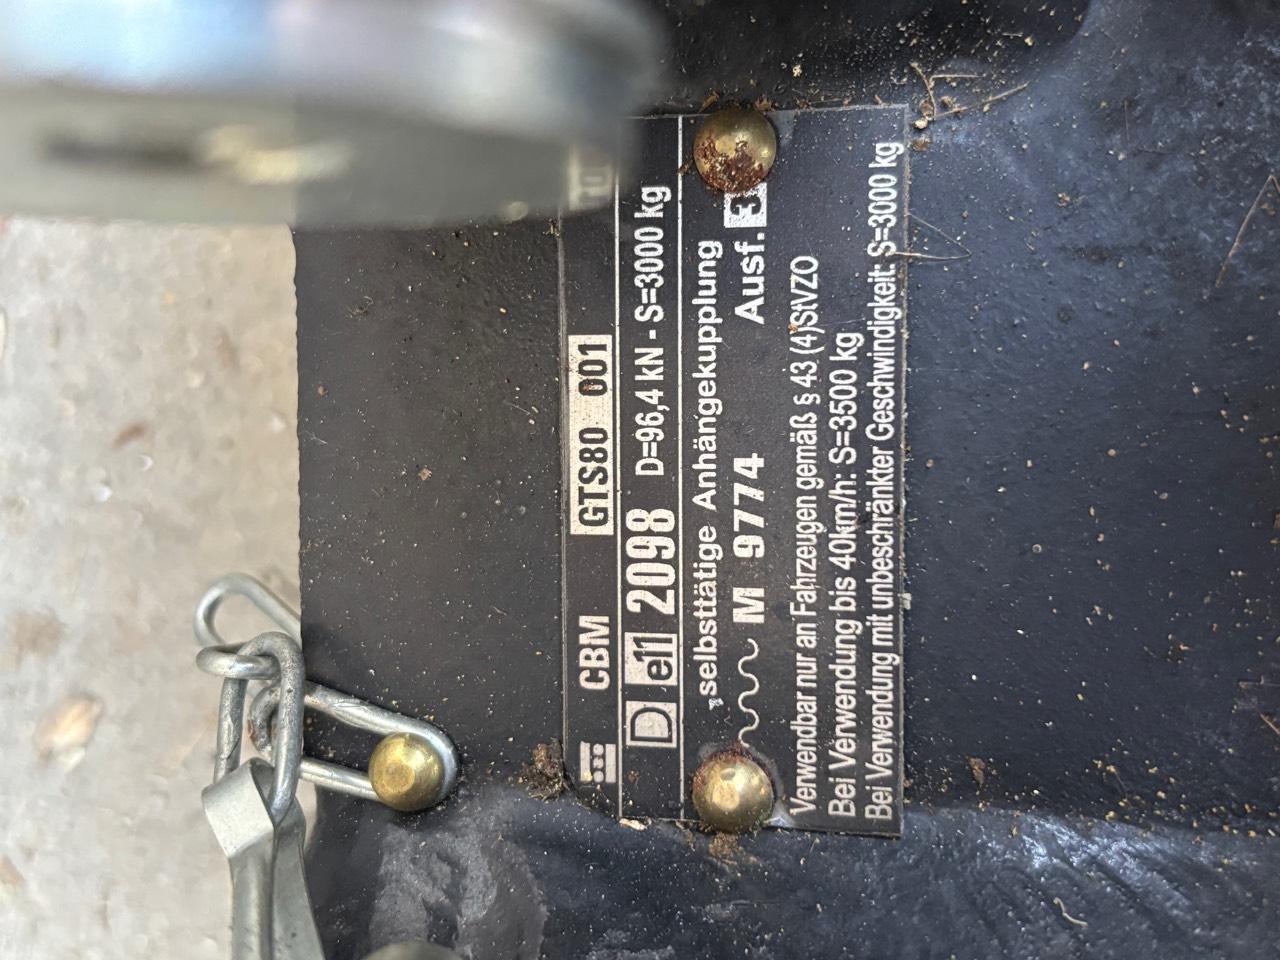 CBM GTS80 001
D e11 2098 D=96,4 kN - S=3000 kg
selbsttätige Anhängekupplung
M 9774 Ausf. 3
Verwendbar nur an Fahrzeugen gemäß § 43 (4)StVZO
Bei Verwendung bis 40km/h: S=3500 kg
Bei Verwendung mit unbeschränkter Geschwindigkeit: S=3000 kg